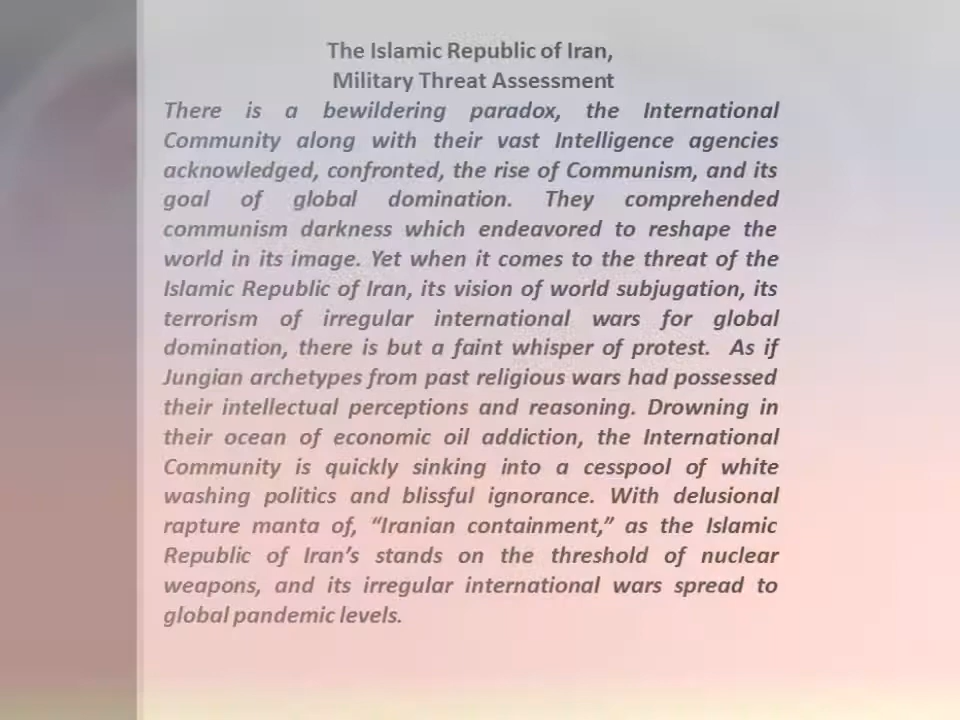 The Islamic Republic of Iran,
Military Threat Assessment
There is a bewildering paradox, the International
Community along with their vast Intelligence agencies
acknowledged, confronted, the rise of Communism, and its
goal of global domination. They comprehended
communism darkness which endeavored to reshape the
world in its image. Yet when it comes to the threat of the
Islamic Republic of Iran, its vision of world subjugation, its
terrorism of irregular international wars for global
domination, there is but a faint whisper of protest. As if
Jungian archetypes from past religious wars had possessed
their intellectual perceptions and reasoning. Drowning in
their ocean of economic oil addiction, the International
Community is quickly sinking into a cesspool of white
washing politics and blissful ignorance. With delusional
rapture manta of, “Iranian containment,” as the Islamic
Republic of Iran’s stands on the threshold of nuclear
weapons, and its irregular international wars spread to
global pandemic levels.